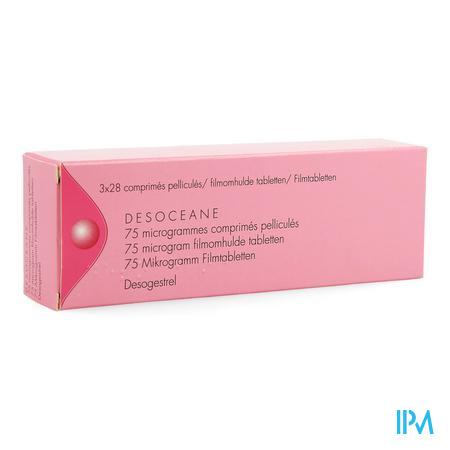 3x28 comprimés pelliculés/ filmomhulde tabletten/ Filmtabletten
DESOCEANE
75 microgrammes comprimés pelliculés
75 microgram filmomhulde tabletten
75 Mikrogramm Filmtabletten
Desogestrel
IPM